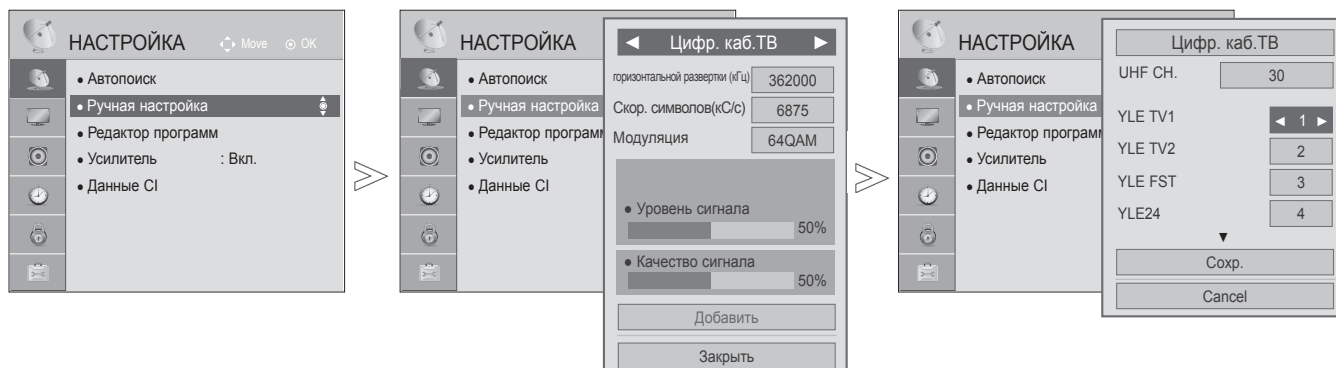 НАСТРОЙКА Move OK
• Автопоиск
• Ручная настройка
• Редактор программ
• Усилитель : Вкл.
• Данные CI
НАСТРОЙКА
• Автопоиск
• Ручная настройка
• Редактор программ
• Усилитель
• Данные CI
◄ Цифр. каб.ТВ ►
горизонтальной развертки (кГц) 362000
Скор. символов(кС/с) 6875
Модуляция 64QAM
• Уровень сигнала
50%
• Качество сигнала
50%
Добавить
Закрыть
НАСТРОЙКА
• Автопоиск
• Ручная настройка
• Редактор программ
• Усилитель
• Данные CI
Цифр. каб.ТВ
UHF CH. 30
YLE TV1 ◄ 1 ►
YLE TV2 2
YLE FST 3
YLE24 4
▼
Сохр.
Cancel